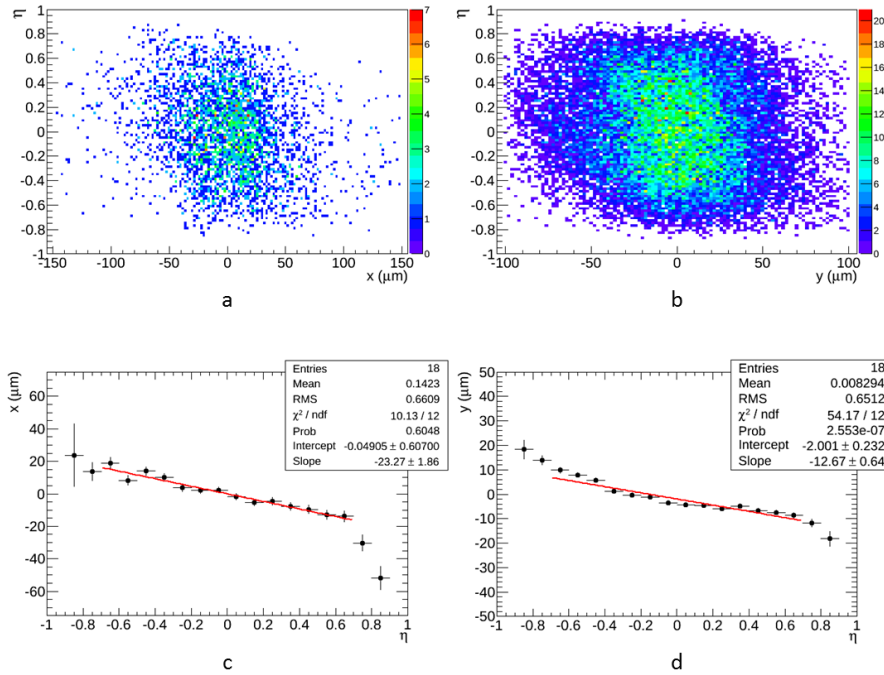 η
1
0.8
0.6
0.4
0.2
0
-0.2
-0.4
-0.6
-0.8
-1
-150 -100 -50 0 50 100 150
x (μm)
7
6
5
4
3
2
1
0
a
η
1
0.8
0.6
0.4
0.2
0
-0.2
-0.4
-0.6
-0.8
-1
-100 -50 0 50 100
y (μm)
20
18
16
14
12
10
8
6
4
2
0
b
x (μm)
60
40
20
0
-20
-40
-60
-1 -0.8 -0.6 -0.4 -0.2 0 0.2 0.4 0.6 0.8 1
η
Entries 18
Mean 0.1423
RMS 0.6609
χ² / ndf 10.13 / 12
Prob 0.6048
Intercept -0.04905 ± 0.60700
Slope -23.27 ± 1.86
c
y (μm)
50
40
30
20
10
0
-10
-20
-30
-40
-50
-1 -0.8 -0.6 -0.4 -0.2 0 0.2 0.4 0.6 0.8 1
η
Entries 18
Mean 0.008294
RMS 0.6512
χ² / ndf 54.17 / 12
Prob 2.553e-07
Intercept -2.001 ± 0.232
Slope -12.67 ± 0.64
d